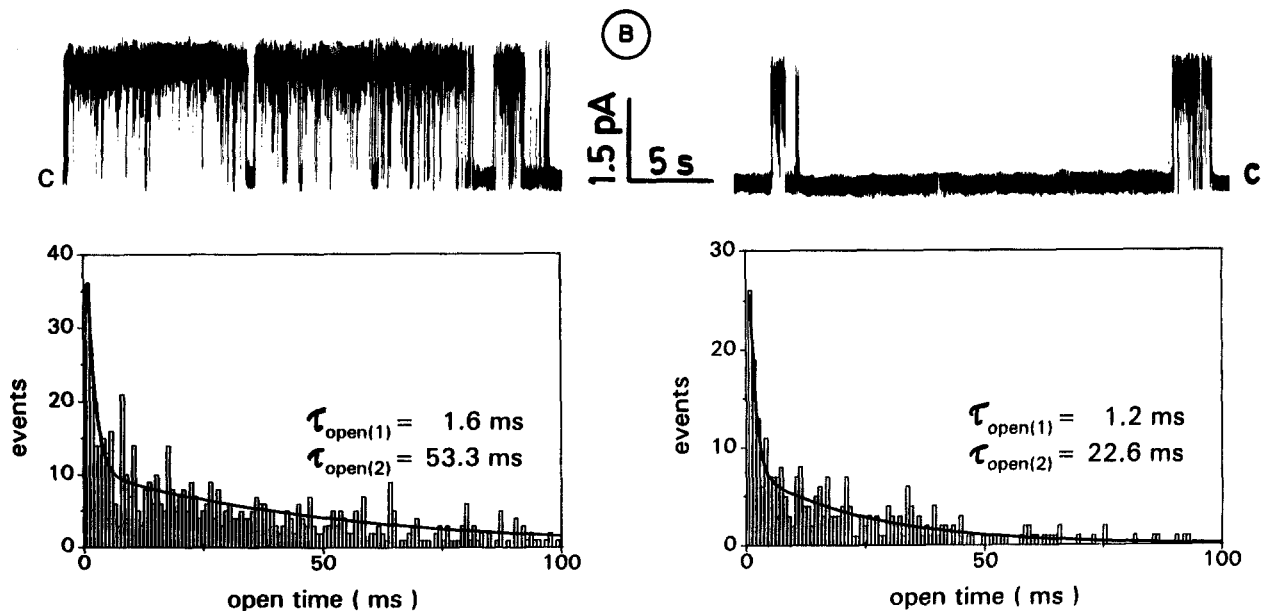 B
C
1.5 pA
5 s
C
40
30
20
10
0
events
τopen(1) = 1.6 ms
τopen(2) = 53.3 ms
0 50 100
open time ( ms )
30
20
10
0
events
τopen(1) = 1.2 ms
τopen(2) = 22.6 ms
0 50 100
open time ( ms )